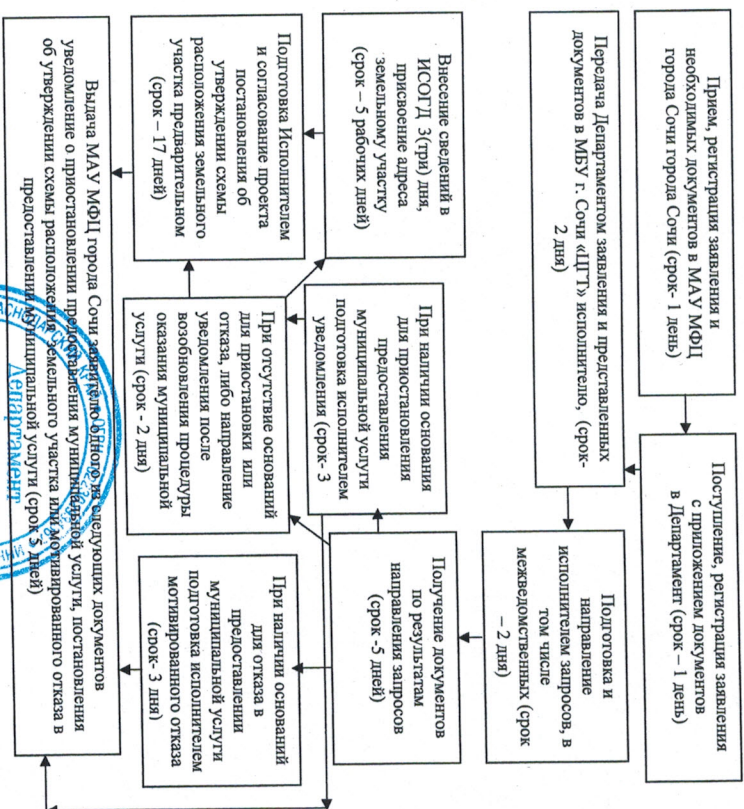 Прием, регистрация заявления и
необходимых документов в МАУ МФЦ
города Сочи города Сочи (срок- 1 день)
Поступление, регистрация заявления
с приложением документов
в Департамент (срок – 1 день)
Передача Департаментом заявления и представленных
документов в МБУ г. Сочи «ЦГТ» исполнителю, (срок-
2 дня)
Подготовка и
направление
исполнителем запросов, в
том числе
межведомственных (срок
– 2 дня)
Внесение сведений в
ИСОГД 3(три) дня,
присвоение адреса
земельному участку
(срок – 5 рабочих дней)
При наличии основания
для приостановления
предоставления
муниципальной услуги
подготовка исполнителем
уведомления (срок- 3
Получение документов
по результатам
направления запросов
(срок -5 дней)
Подготовка Исполнителем
и согласование проекта
постановления об
утверждении схемы
расположения земельного
участка предварительном
(срок – 17 дней)
При отсутствие оснований
для приостановки или
отказа, либо направление
уведомления после
возобновления процедуры
оказания муниципальной
услуги (срок - 2 дня)
При наличии оснований
для отказа в
предоставлении
муниципальной услуги
подготовка исполнителем
мотивированного отказа
(срок- 3 дня)
Выдача МАУ МФЦ города Сочи заявителю одного из следующих документов
уведомление о приостановлении предоставления муниципальной услуги, постановления
об утверждении схемы расположения земельного участка или мотивированного отказа в
предоставлении муниципальной услуги (срок 5 дней)
Департамент